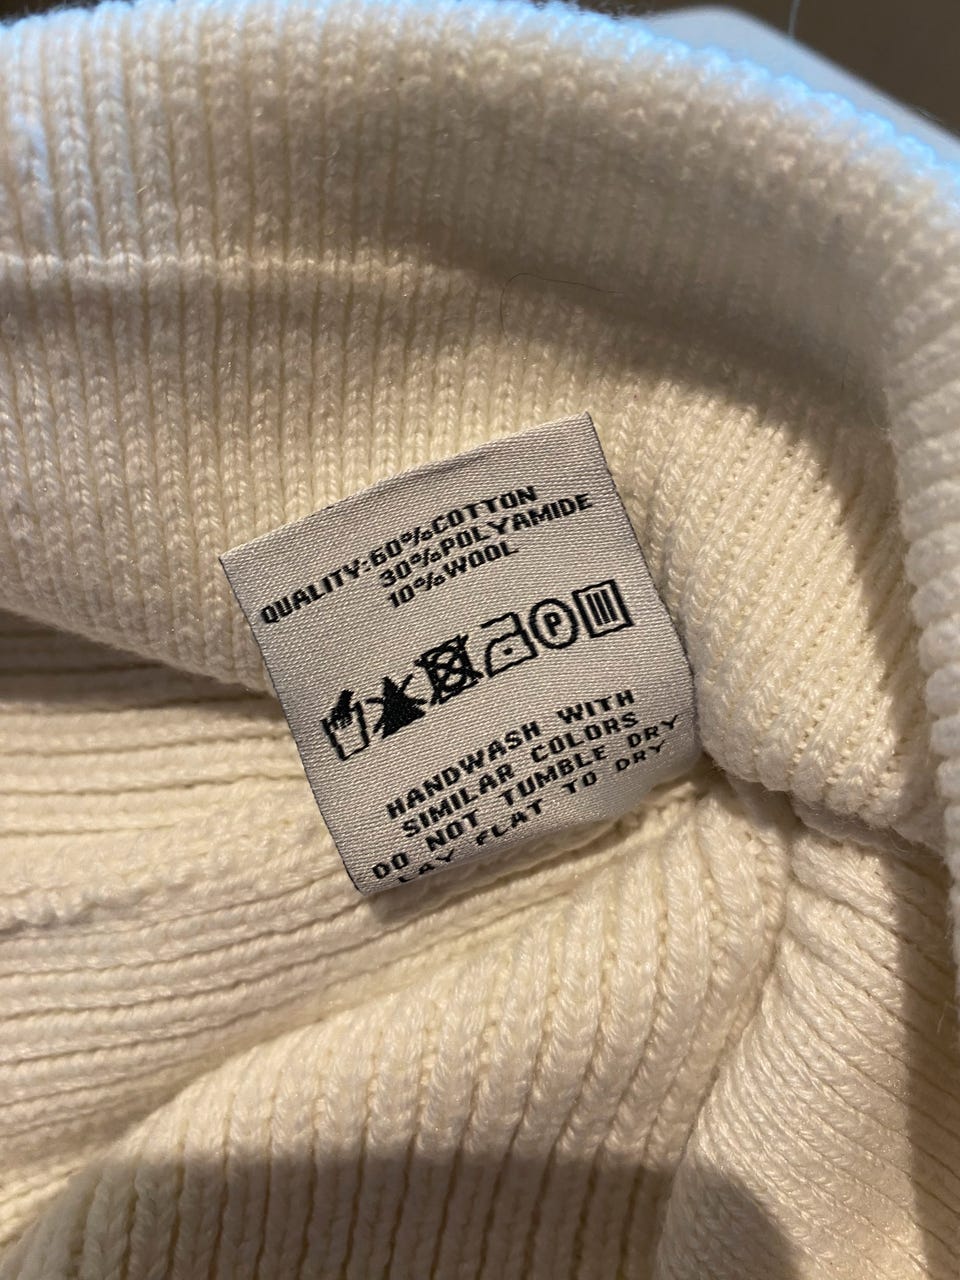 QUALITY:60%COTTON
30%POLYAMIDE
10%WOOL
P
HANDWASH WITH
SIMILAR COLORS
DO NOT TUMBLE DRY
LAY FLAT TO DRY